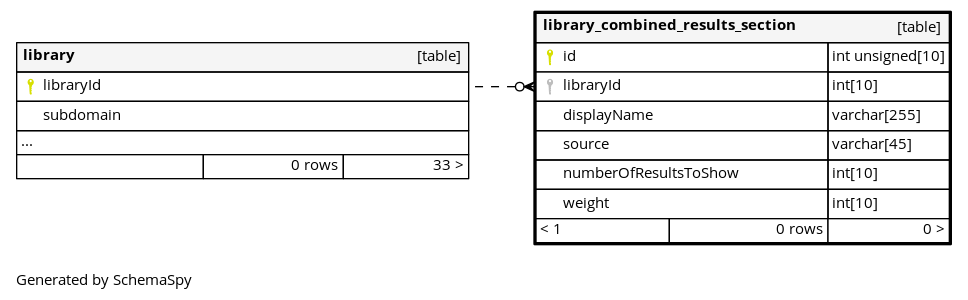 library [table]
libraryId
subdomain
...
0 rows 33 >
library_combined_results_section [table]
id int unsigned[10]
libraryId int[10]
displayName varchar[255]
source varchar[45]
numberOfResultsToShow int[10]
weight int[10]
< 1 0 rows 0 >
Generated by SchemaSpy